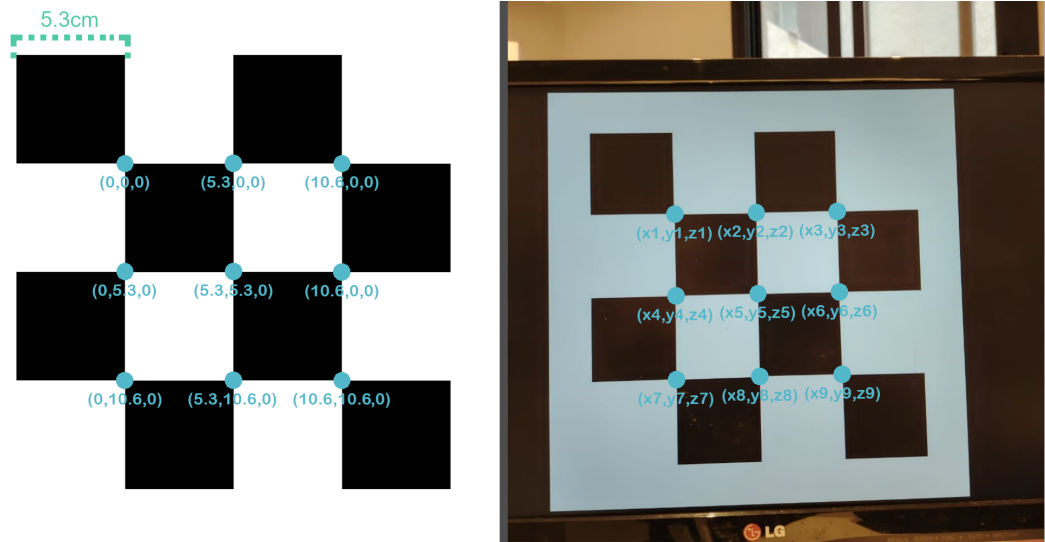 5.3cm
(0,0,0) (5.3,0,0) (10.6,0,0)
(0,5.3,0) (5.3,5.3,0) (10.6,0,0)
(0,10.6,0) (5.3,10.6,0) (10.6,10.6,0)
(x1,y1,z1) (x2,y2,z2) (x3,y3,z3)
(x4,y4,z4) (x5,y5,z5) (x6,y6,z6)
(x7,y7,z7) (x8,y8,z8) (x9,y9,z9)
LG